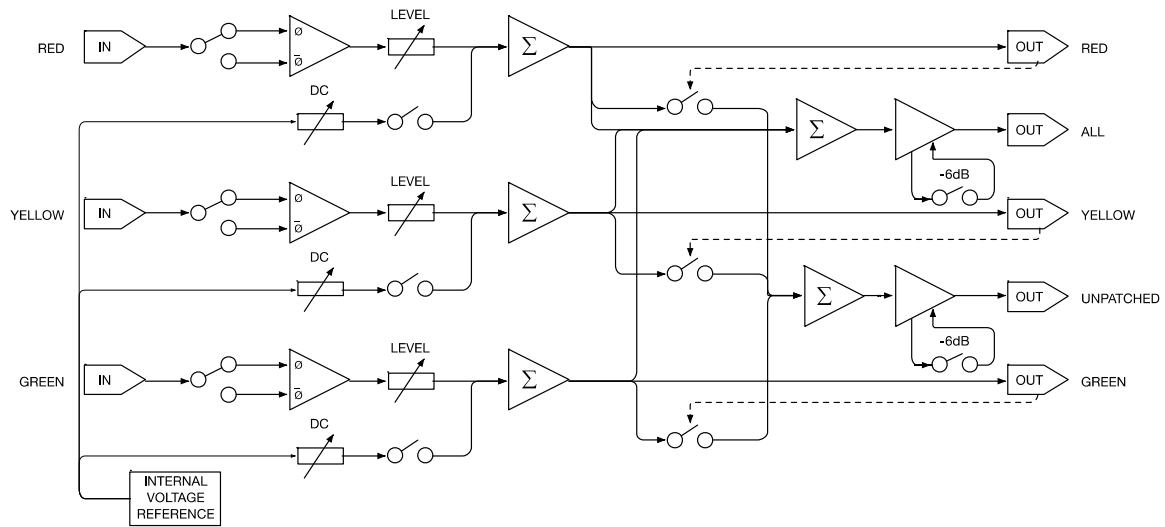 LEVEL
RED IN ø Σ OUT RED
ø̅
DC
Σ OUT ALL
-6dB
LEVEL
YELLOW IN ø Σ OUT YELLOW
ø̅
DC
Σ OUT UNPATCHED
-6dB
LEVEL
GREEN IN ø Σ OUT GREEN
ø̅
DC
INTERNAL
VOLTAGE
REFERENCE